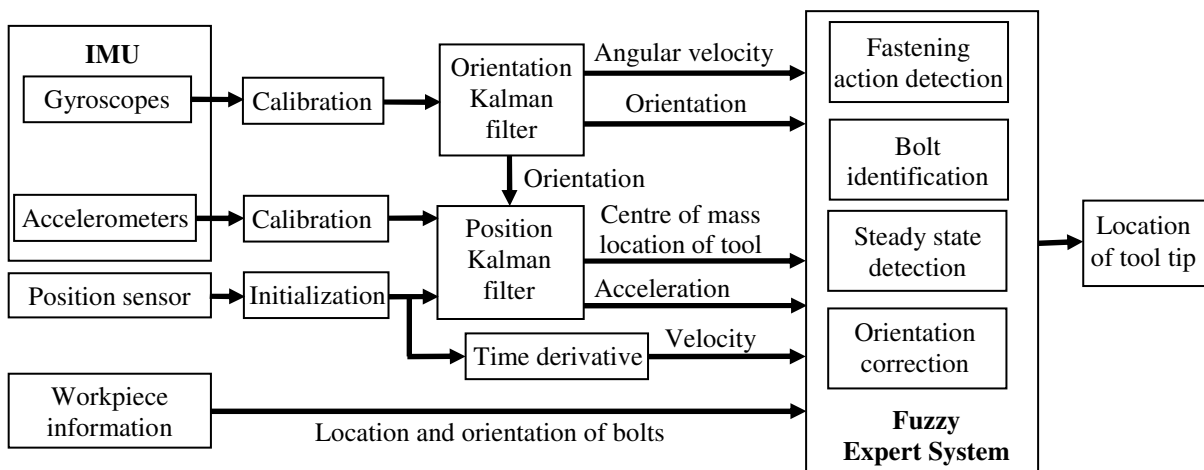 IMU
Gyroscopes
Accelerometers
Position sensor
Workpiece
information
Calibration
Calibration
Initialization
Orientation
Kalman
filter
Orientation
Position
Kalman
filter
Time derivative
Angular velocity
Orientation
Centre of mass
location of tool
Acceleration
Velocity
Location and orientation of bolts
Fastening
action detection
Bolt
identification
Steady state
detection
Orientation
correction
Fuzzy
Expert System
Location
of tool tip